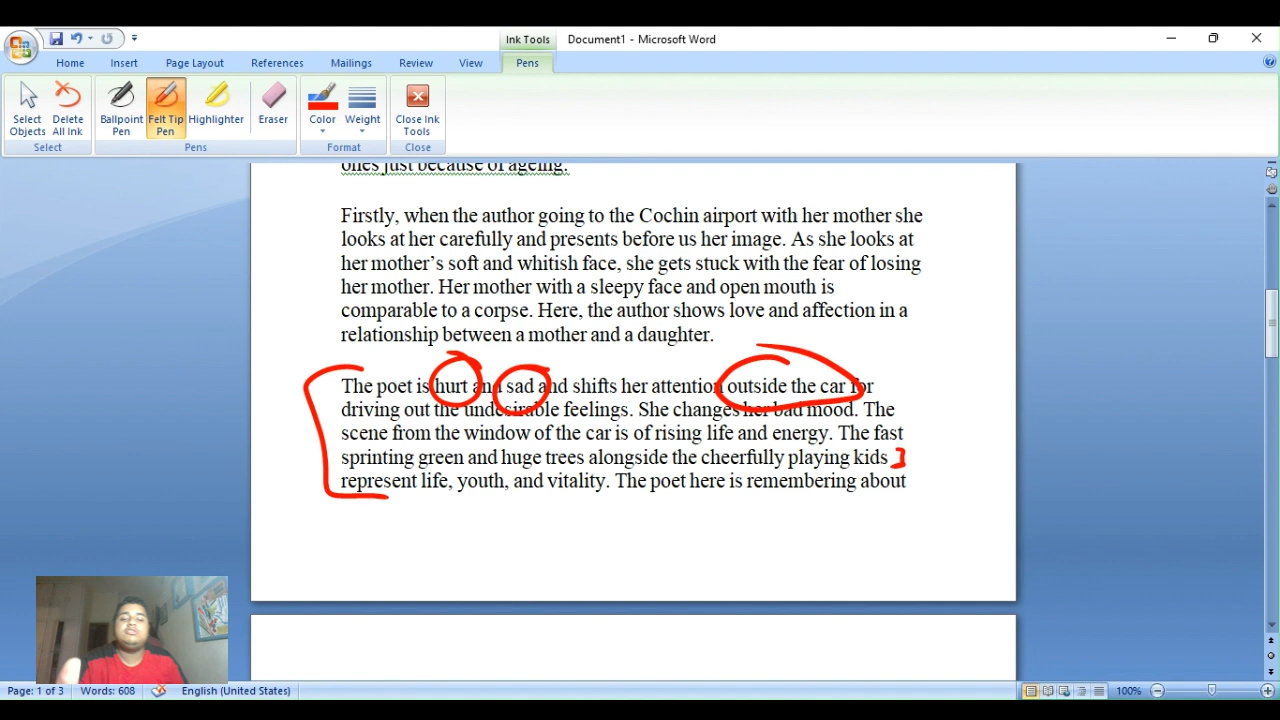 Ink Tools
Document1 - Microsoft Word
Home
Insert
Page Layout
References
Mailings
Review
View
Pens
Select Objects
Delete All Ink
Ballpoint Pen
Felt Tip Pen
Highlighter
Eraser
Color
Weight
Close Ink Tools
Select
Pens
Format
Close
ones just because of ageing.
Firstly, when the author going to the Cochin airport with her mother she
looks at her carefully and presents before us her image. As she looks at
her mother’s soft and whitish face, she gets stuck with the fear of losing
her mother. Her mother with a sleepy face and open mouth is
comparable to a corpse. Here, the author shows love and affection in a
relationship between a mother and a daughter.
The poet is hurt and sad and shifts her attention outside the car for
driving out the undesirable feelings. She changes her bad mood. The
scene from the window of the car is of rising life and energy. The fast
sprinting green and huge trees alongside the cheerfully playing kids
represent life, youth, and vitality. The poet here is remembering about
Page: 1 of 3
Words: 608
English (United States)
100%